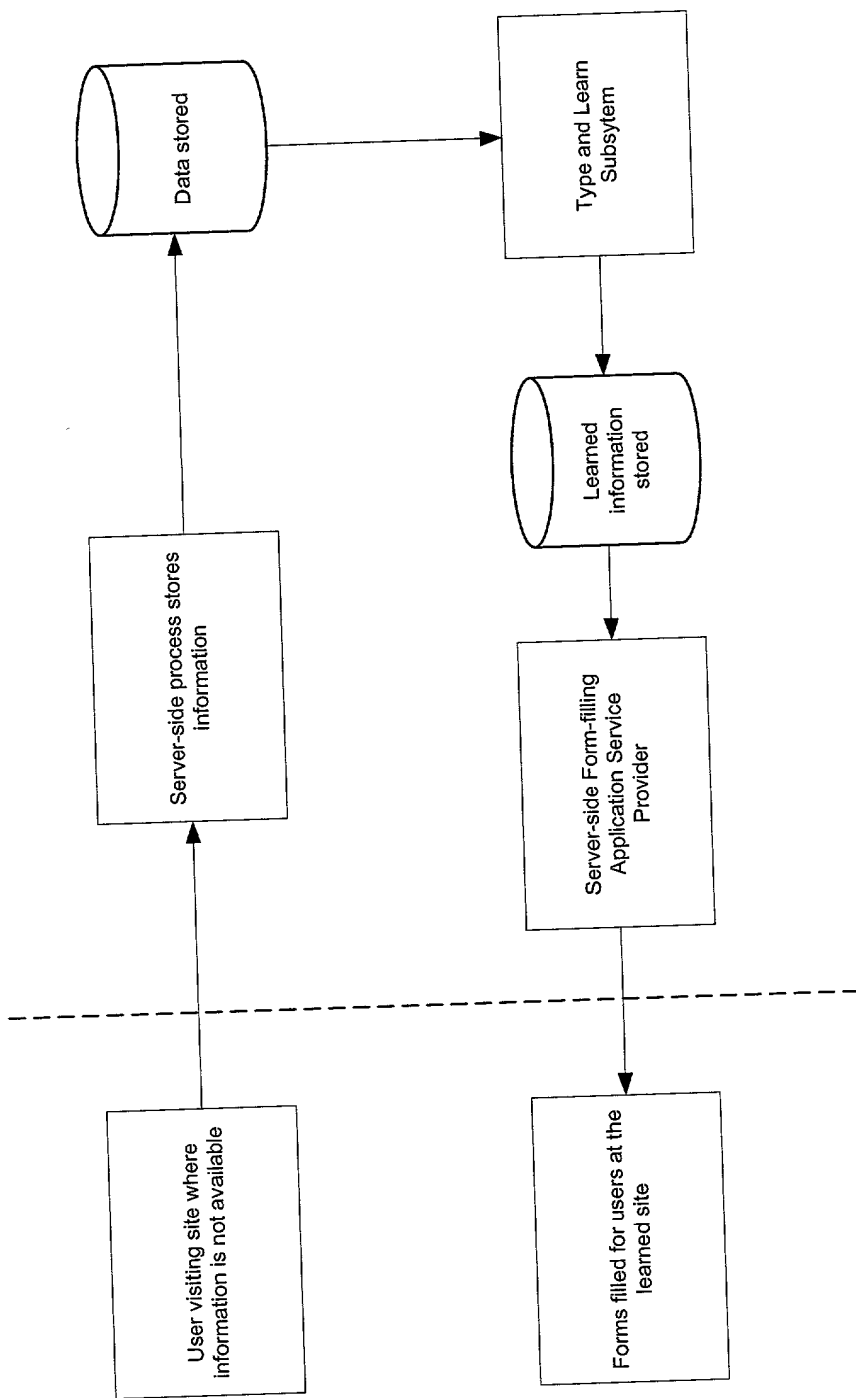 User visiting site where
information is not available
Server-side process stores
information
Data stored
Type and Learn
Subsytem
Learned
information
stored
Server-side Form-filling
Application Service
Provider
Forms filled for users at the
learned site